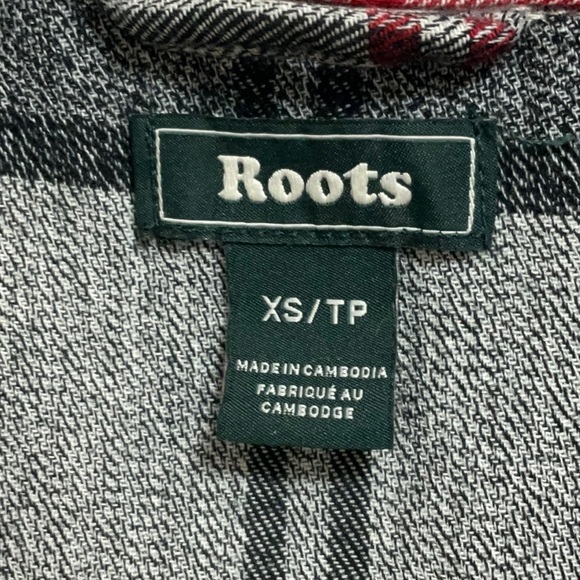 Roots
XS/TP
MADE IN CAMBODIA
FABRIQUÉ AU
CAMBODGE